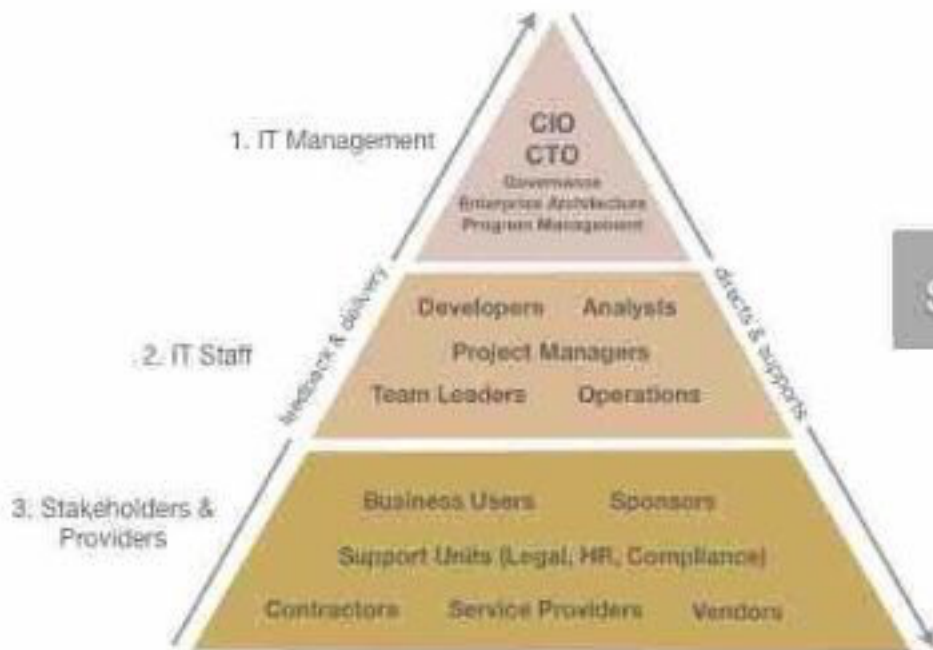 1. IT Management
CIO
CTO
Governance
Enterprise Architecture
Program Management
feedback & delivery
directs & supports
2. IT Staff
Developers Analysts
Project Managers
Team Leaders Operations
3. Stakeholders &
Providers
Business Users Sponsors
Support Units (Legal, HR, Compliance)
Contractors Service Providers Vendors
S